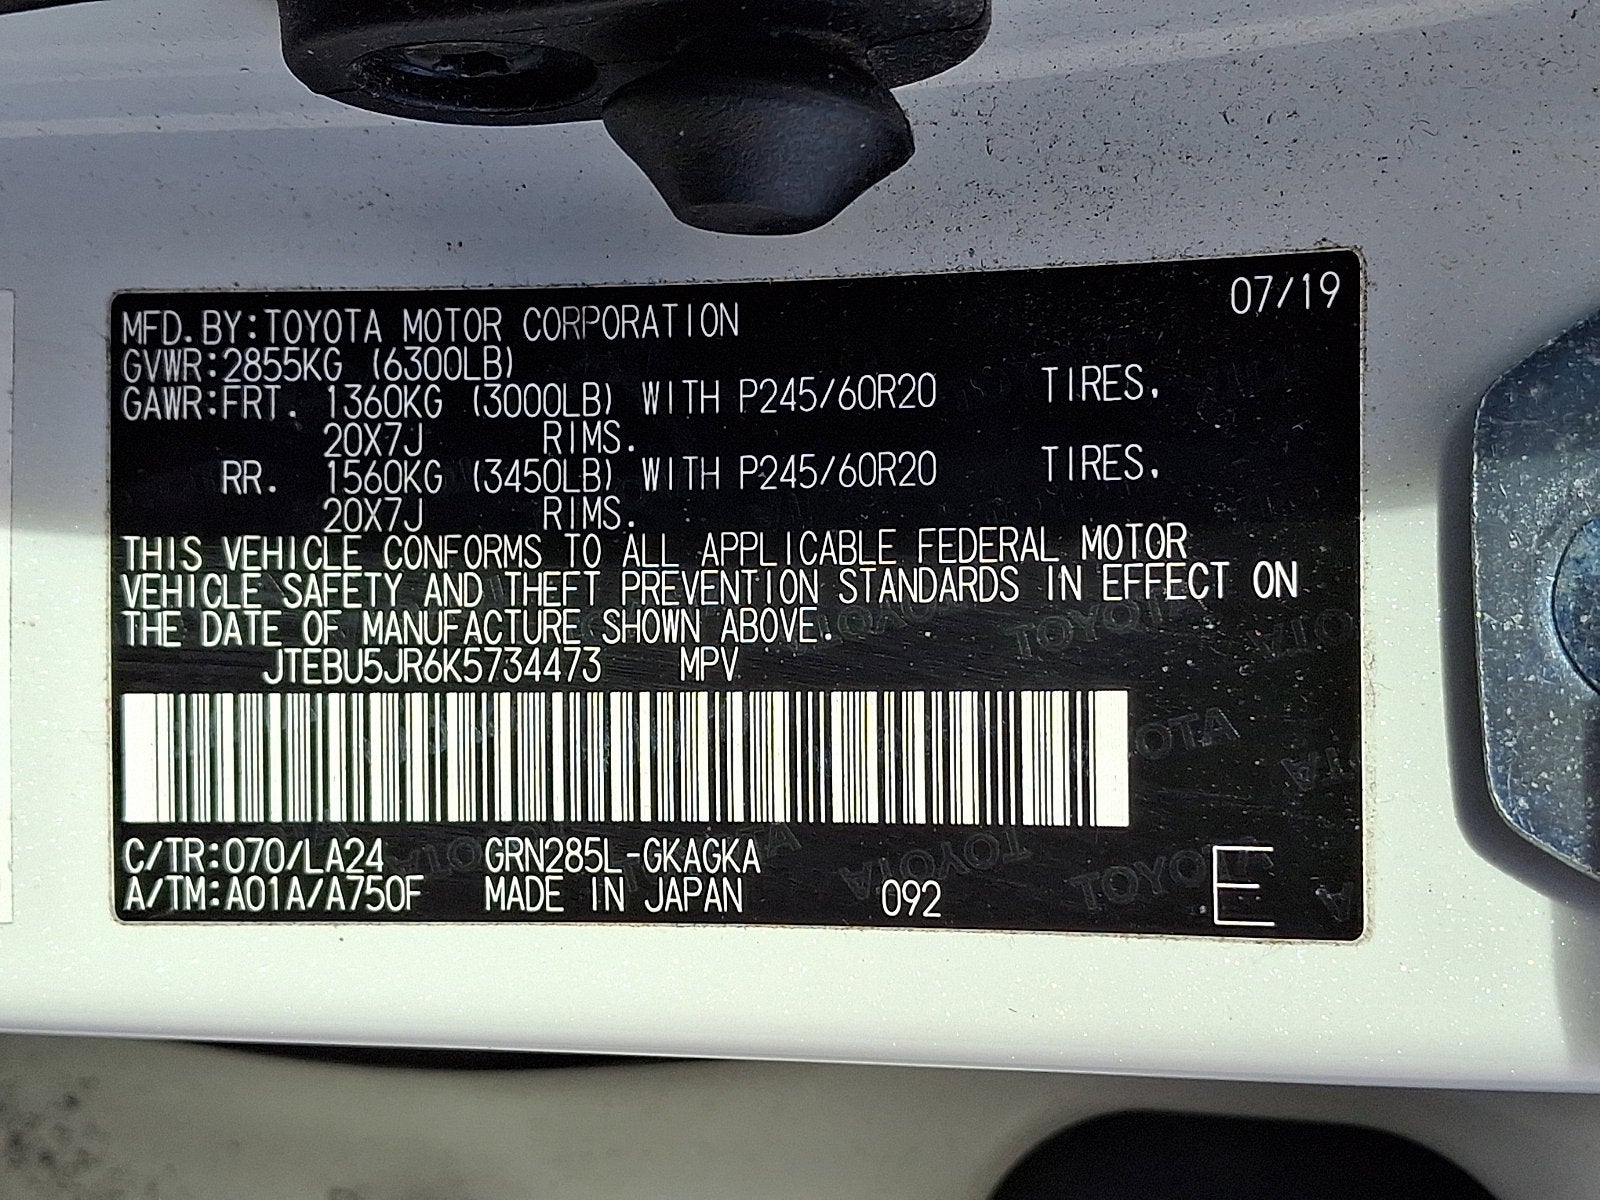 07/19
MFD.BY:TOYOTA MOTOR CORPORATION
GVWR:2855KG (6300LB)
GAWR:FRT. 1360KG (3000LB) WITH P245/60R20 TIRES.
20X7J RIMS.
RR. 1560KG (3450LB) WITH P245/60R20 TIRES.
20X7J RIMS.
THIS VEHICLE CONFORMS TO ALL APPLICABLE FEDERAL MOTOR
VEHICLE SAFETY AND THEFT PREVENTION STANDARDS IN EFFECT ON
THE DATE OF MANUFACTURE SHOWN ABOVE.
JTEBU5JR6K5734473 MPV
C/TR:070/LA24 GRN285L-GKAGKA
A/TM:A01A/A750F MADE IN JAPAN 092 E